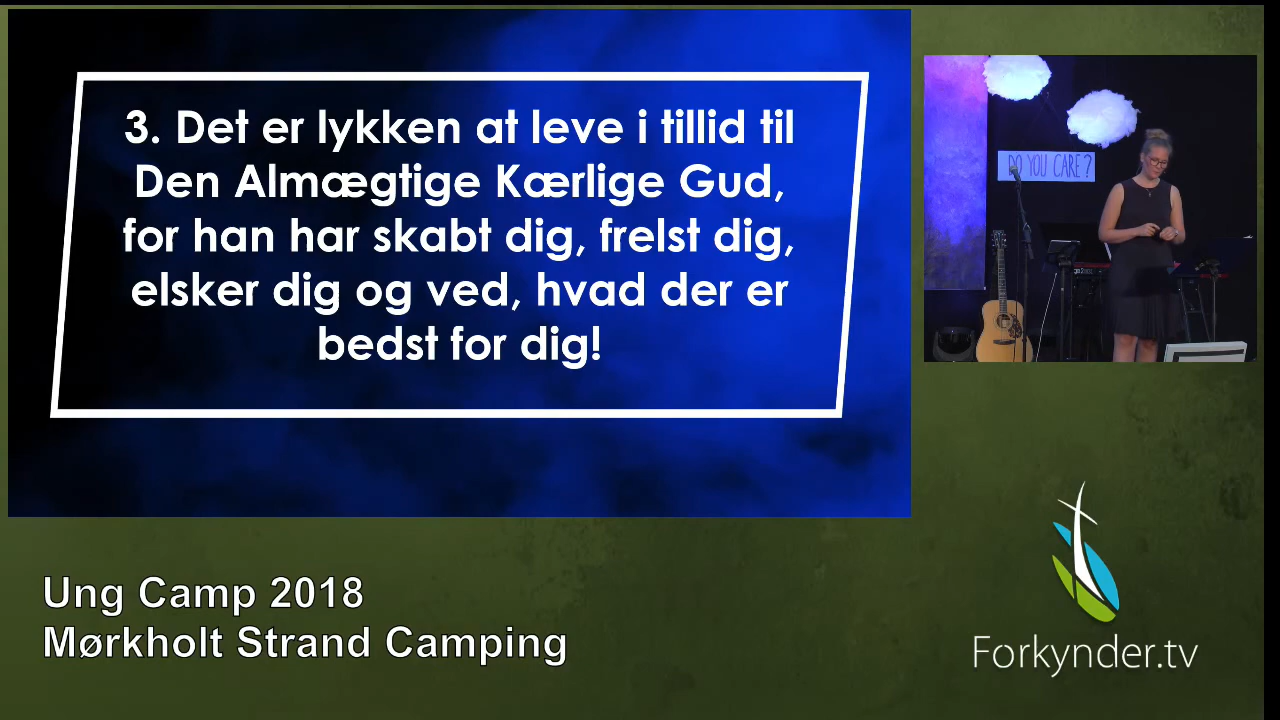 3. Det er lykken at leve i tillid til
Den Almægtige Kærlige Gud,
for han har skabt dig, frelst dig,
elsker dig og ved, hvad der er
bedst for dig!
DO YOU CARE?
Ung Camp 2018
Mørkholt Strand Camping
Forkynder.tv